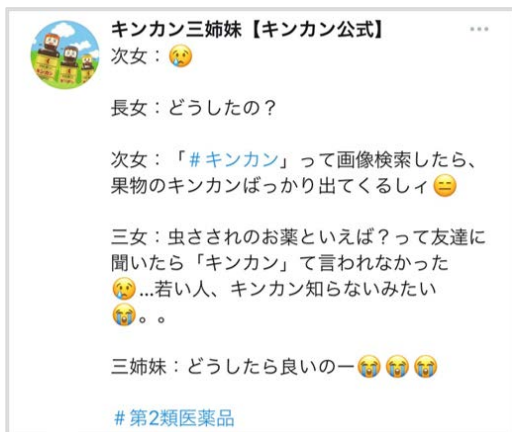 キンカン三姉妹【キンカン公式】
次女：😢
長女：どうしたの？
次女：「#キンカン」って画像検索したら、
果物のキンカンばっかり出てくるしィ😑
三女：虫さされのお薬といえば？って友達に
聞いたら「キンカン」て言われなかった
😢...若い人、キンカン知らないみたい
😭。。
三姉妹：どうしたら良いのー😭😭😭
#第2類医薬品